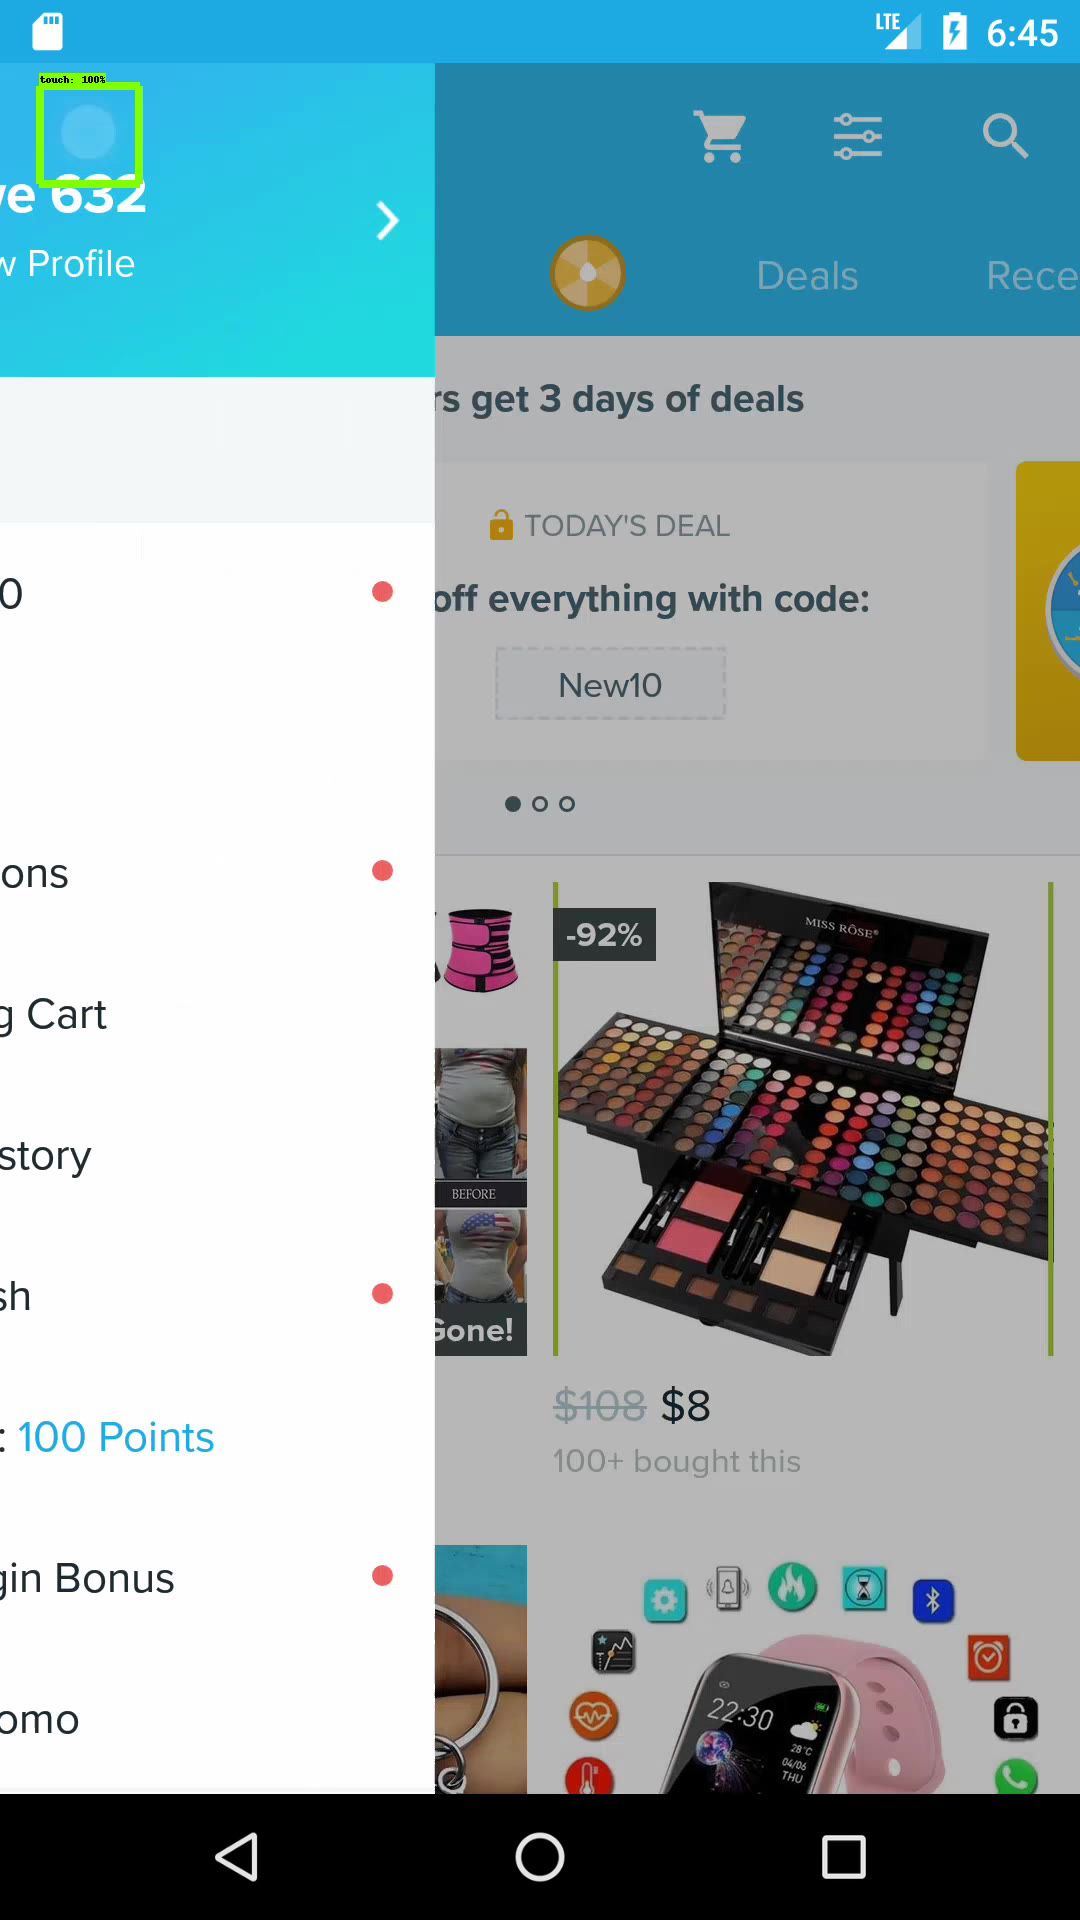 LTE 6:45
touch: 100%
ve 632
w Profile
Deals
Rece
rs get 3 days of deals
TODAY'S DEAL
off everything with code:
New10
0
ons
g Cart
story
sh
: 100 Points
gin Bonus
omo
-92%
MISS RÔSE
BEFORE
Gone!
$108 $8
100+ bought this
22:30
28°C
04/06
THU